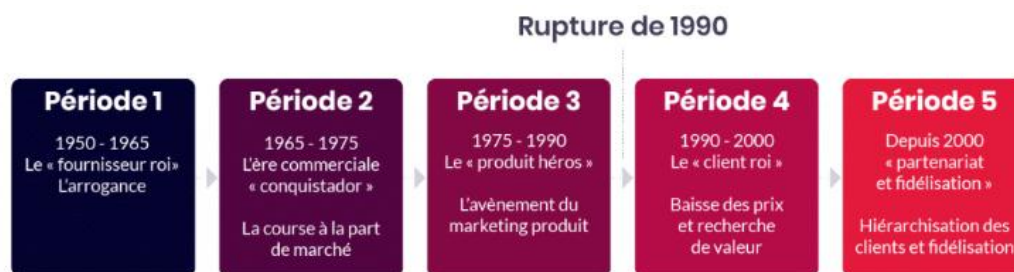 Rupture de 1990
Période 1
1950 - 1965
Le « fournisseur roi»
L'arrogance
Période 2
1965 - 1975
L'ère commerciale
« conquistador »
La course à la part
de marché
Période 3
1975 - 1990
Le « produit héros »
L'avènement du
marketing produit
Période 4
1990 - 2000
Le « client roi »
Baisse des prix
et recherche
de valeur
Période 5
Depuis 2000
« partenariat
et fidélisation »
Hiérarchisation des
clients et fidélisation